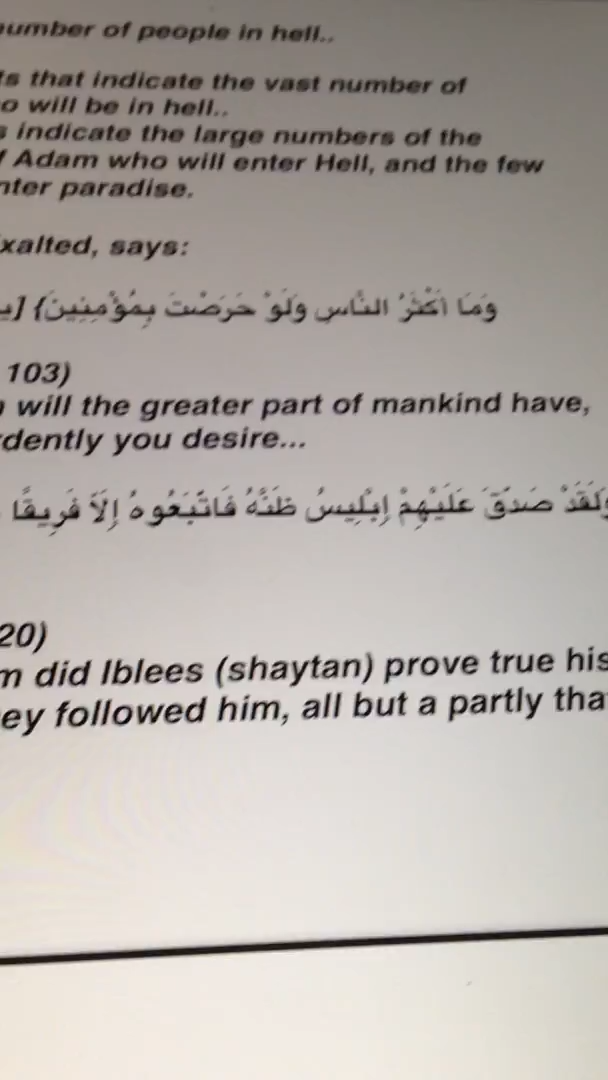 umber of people in hell..
ts that indicate the vast number of
o will be in hell..
s indicate the large numbers of the
f Adam who will enter Hell, and the few
nter paradise.
xalted, says:
وَمَا أَكْثَرُ النَّاسِ وَلَوْ حَرَصْتَ بِمُؤْمِنِينَ} [ي
103)
will the greater part of mankind have,
dently you desire...
وَلَقَدْ صَدَّقَ عَلَيْهِمْ إِبْلِيسُ ظَنَّهُ فَاتَّبَعُوهُ إِلَّا فَرِيقًا
20)
m did Iblees (shaytan) prove true his
ey followed him, all but a partly tha